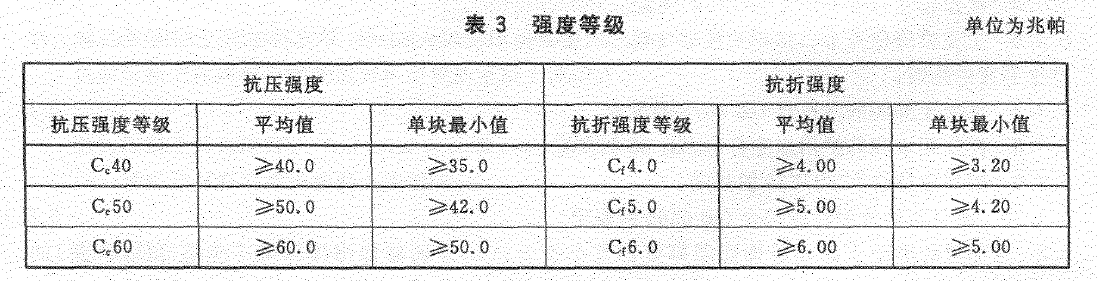 表 3 强度等级
单位为兆帕
抗压强度 抗折强度
抗压强度等级 平均值 单块最小值 抗折强度等级 平均值 单块最小值
Cc40 ≥40.0 ≥35.0 Cf4.0 ≥4.00 ≥3.20
Cc50 ≥50.0 ≥42.0 Cf5.0 ≥5.00 ≥4.20
Cc60 ≥60.0 ≥50.0 Cf6.0 ≥6.00 ≥5.00